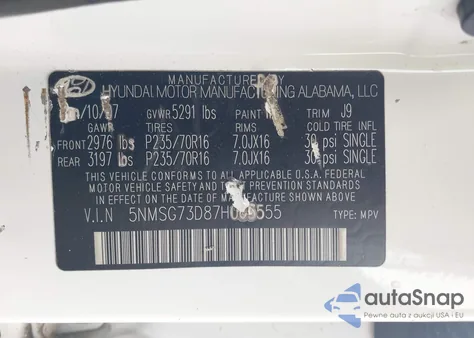 MANUFACTURED BY
HYUNDAI MOTOR MANUFACTURING ALABAMA, LLC
GVWR 5291 lbs PAINT TRIM J9
GAWR TIRES RIMS COLD TIRE INFL
FRONT 2976 lbs P235/70R16 7.0JX16 30 psi SINGLE
REAR 3197 lbs P235/70R16 7.0JX16 30 psi SINGLE
THIS VEHICLE CONFORMS TO ALL APPLICABLE U.S.A. FEDERAL
MOTOR VEHICLE SAFETY, BUMPER, AND THEFT PREVENTION
STANDARDS IN EFFECT ON THE DATE OF MANUFACTURE
V.I.N TYPE: MPV
autoSnap
Pewne auta z aukcji USA i EU